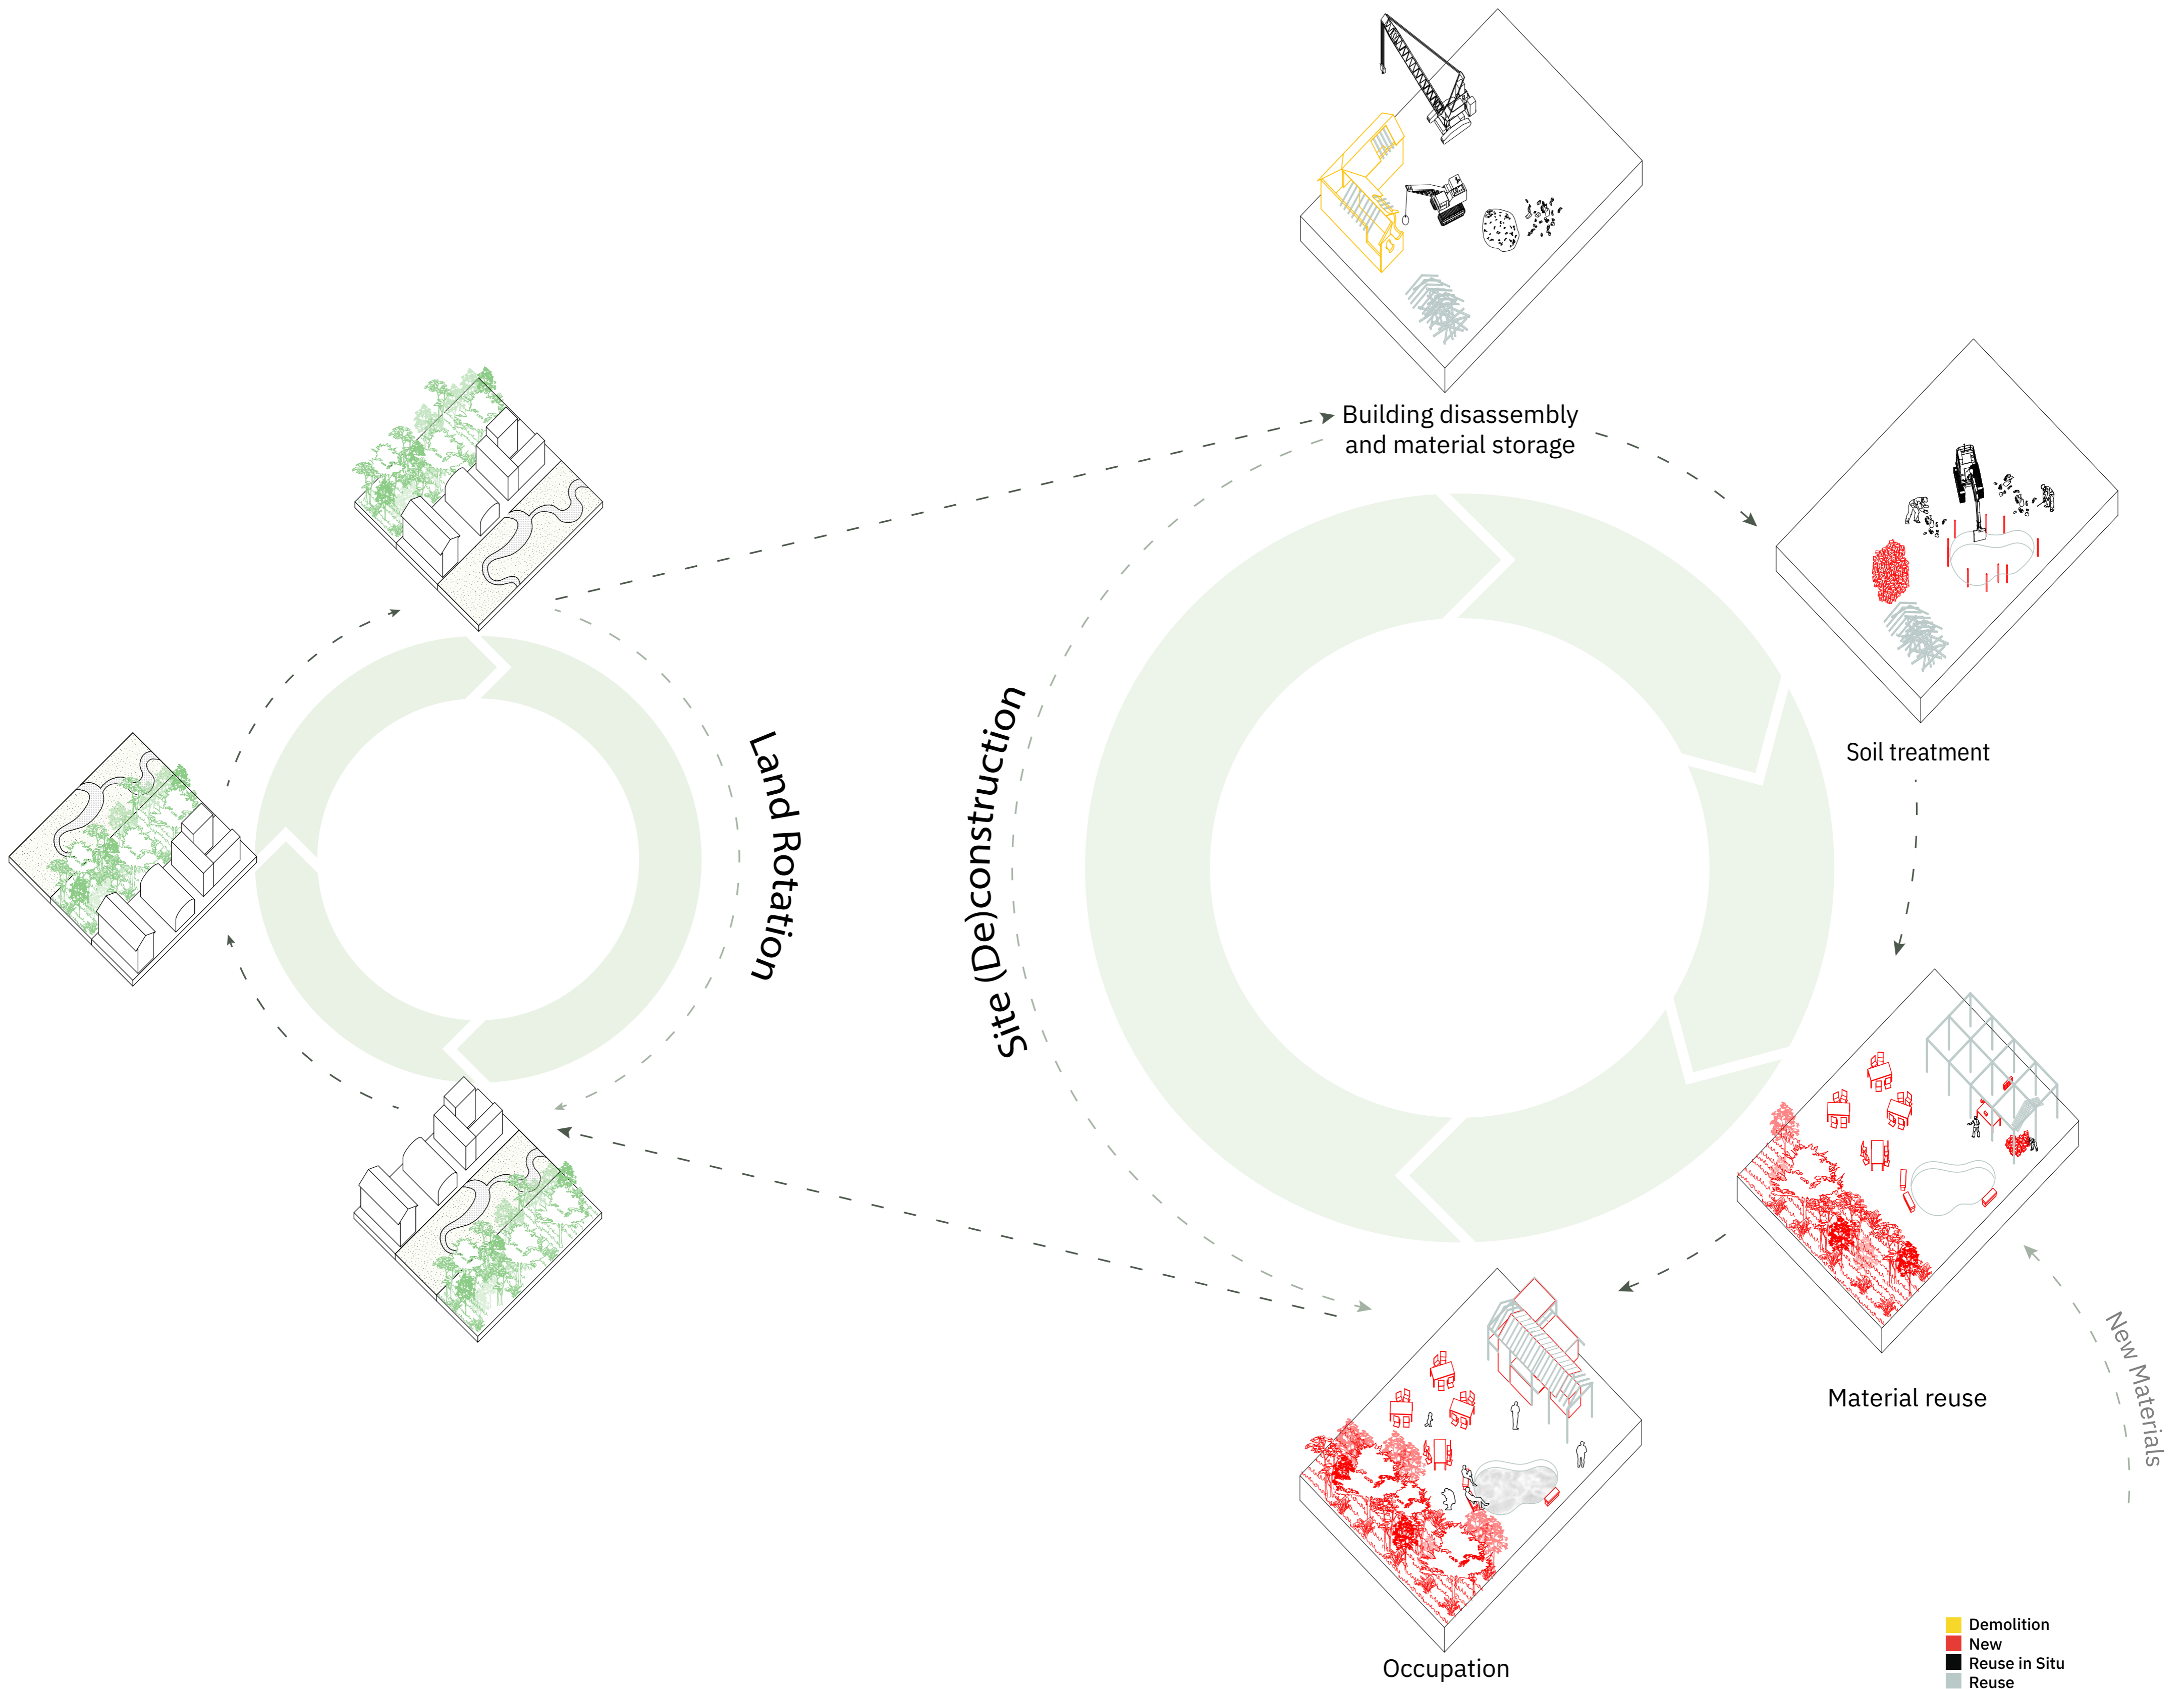 Building disassembly
and material storage
Soil treatment
Land Rotation
Site (De)construction
Material reuse
New Materials
Occupation
Demolition
New
Reuse in Situ
Reuse